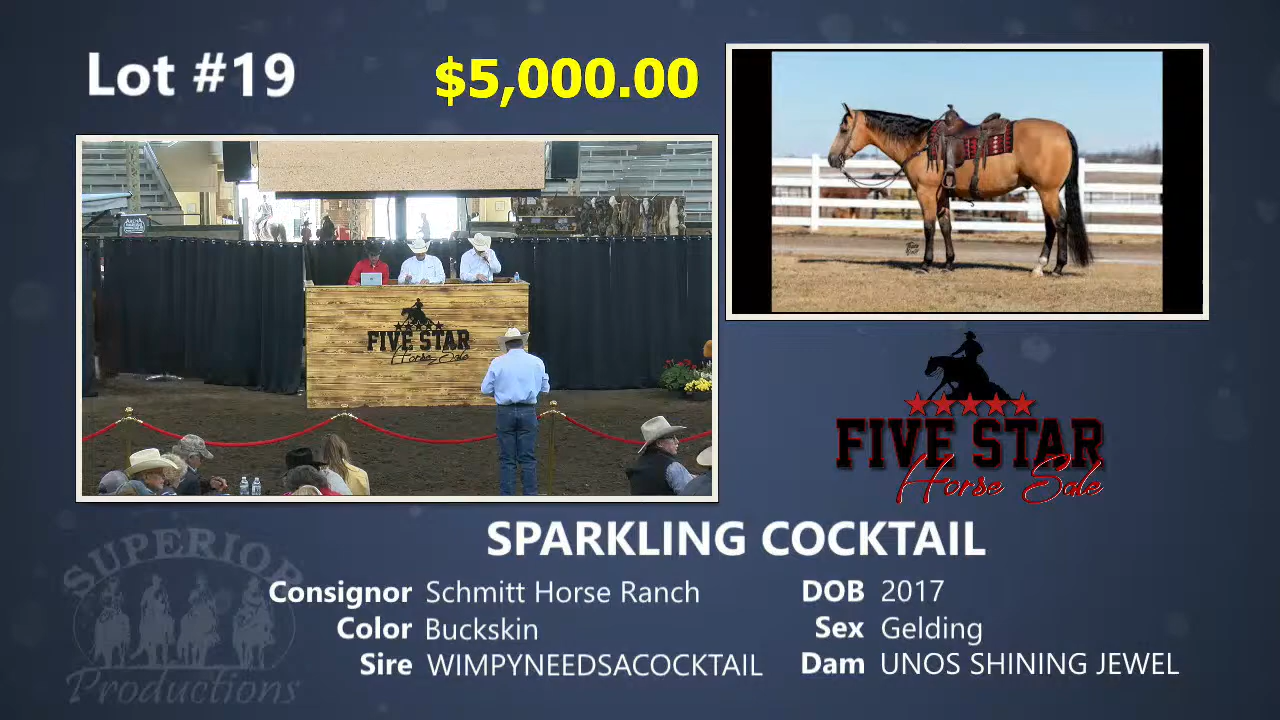 Lot #19
$5,000.00
FIVE STAR
Horse Sale
FIVE STAR
Horse Sale
SPARKLING COCKTAIL
Consignor Schmitt Horse Ranch
DOB 2017
Color Buckskin
Sex Gelding
Sire WIMPYNEEDSACOCKTAIL
Dam UNOS SHINING JEWEL
SUPERIOR
Productions